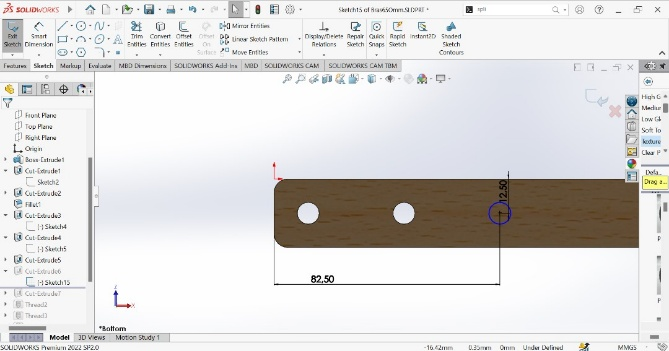 SOLIDWORKS
Sketch15 of Bras650mm.SLDPRT *
spli
Exit Sketch
Smart Dimension
Trim Entities
Convert Entities
Offset Entities
Mirror Entities
Linear Sketch Pattern
Move Entities
Display/Delete Relations
Repair Sketch
Quick Snaps
Rapid Sketch
Instant2D
Shaded Sketch Contours
Features Sketch Markup Evaluate MBD Dimensions SOLIDWORKS Add-Ins MBD SOLIDWORKS CAM SOLIDWORKS CAM TBM
Front Plane
Top Plane
Right Plane
Origin
Boss-Extrude1
Cut-Extrude1
Sketch2
Cut-Extrude2
Fillet1
Cut-Extrude3
(-) Sketch4
Cut-Extrude4
(-) Sketch5
Cut-Extrude5
Cut-Extrude6
(-) Sketch15
Cut-Extrude7
Thread2
Thread3
12,50
82,50
*Bottom
High G
Mediur
Low Gl
Soft To
Texture
Clear P
Defa...
Drag a...
Model 3D Views Motion Study 1
SOLIDWORKS Premium 2022 SP2.0
-16.42mm 0.35mm 0mm Under Defined MMGS